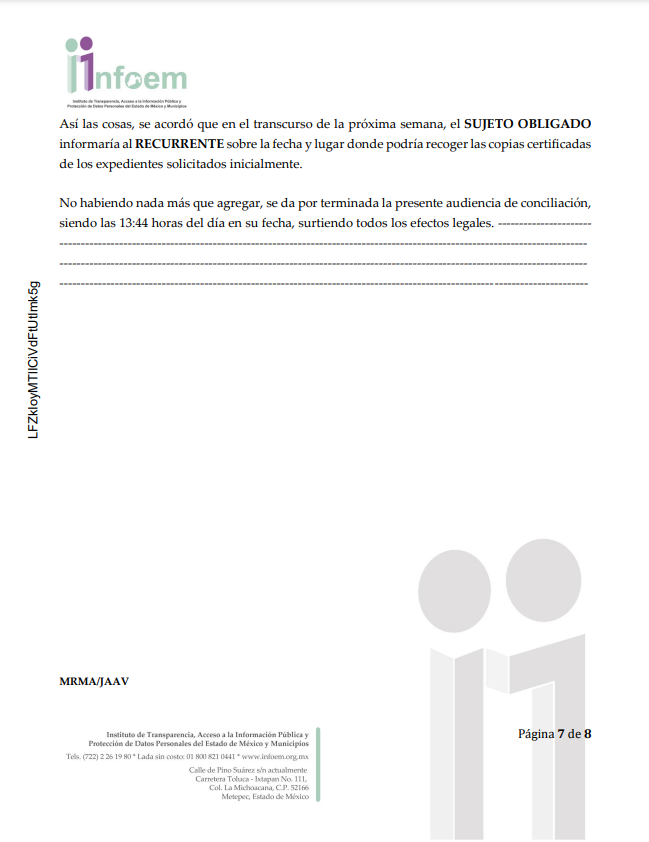 infoem
Instituto de Transparencia, Acceso a la Información Pública y
Protección de Datos Personales del Estado de México y Municipios
Así las cosas, se acordó que en el transcurso de la próxima semana, el SUJETO OBLIGADO
informaría al RECURRENTE sobre la fecha y lugar donde podría recoger las copias certificadas
de los expedientes solicitados inicialmente.
No habiendo nada más que agregar, se da por terminada la presente audiencia de conciliación,
siendo las 13:44 horas del día en su fecha, surtiendo todos los efectos legales. ----------------------
MRMA/JAAV
Instituto de Transparencia, Acceso a la Información Pública y
Protección de Datos Personales del Estado de México y Municipios
Tels. (722) 2 26 19 80 * Lada sin costo: 01 800 821 0441 * www.infoem.org.mx
Calle de Pino Suárez s/n actualmente
Carretera Toluca - Ixtapan No. 111,
Col. La Michoacana, C.P. 52166
Metepec, Estado de México
Página 7 de 8